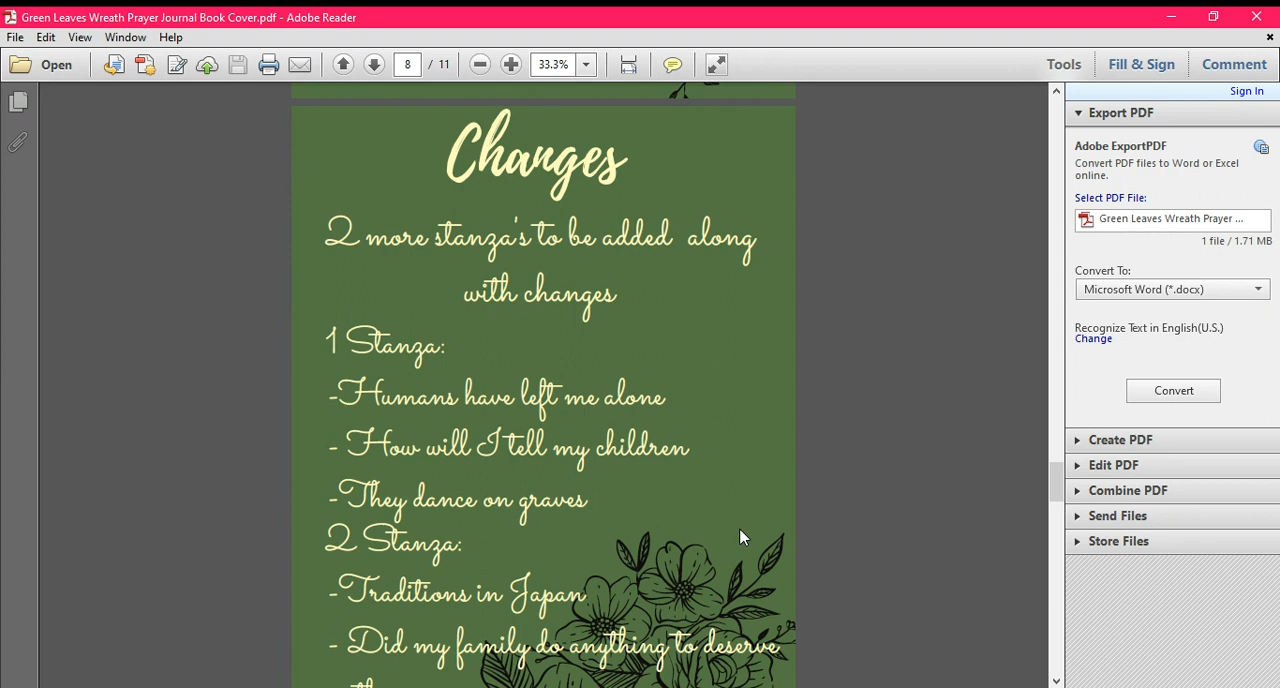 Green Leaves Wreath Prayer Journal Book Cover.pdf - Adobe Reader
File Edit View Window Help
Open 8 / 11 33.3% Tools Fill & Sign Comment
Sign In
Export PDF
Adobe ExportPDF
Convert PDF files to Word or Excel
online.
Select PDF File:
Green Leaves Wreath Prayer ...
1 file / 1.71 MB
Convert To:
Microsoft Word (*.docx)
Recognize Text in English(U.S.)
Change
Convert
Create PDF
Edit PDF
Combine PDF
Send Files
Store Files
Changes
2 more stanza's to be added along
with changes
1 Stanza:
-Humans have left me alone
- How will I tell my children
-They dance on graves
2 Stanza:
-Traditions in Japan
- Did my family do anything to deserve